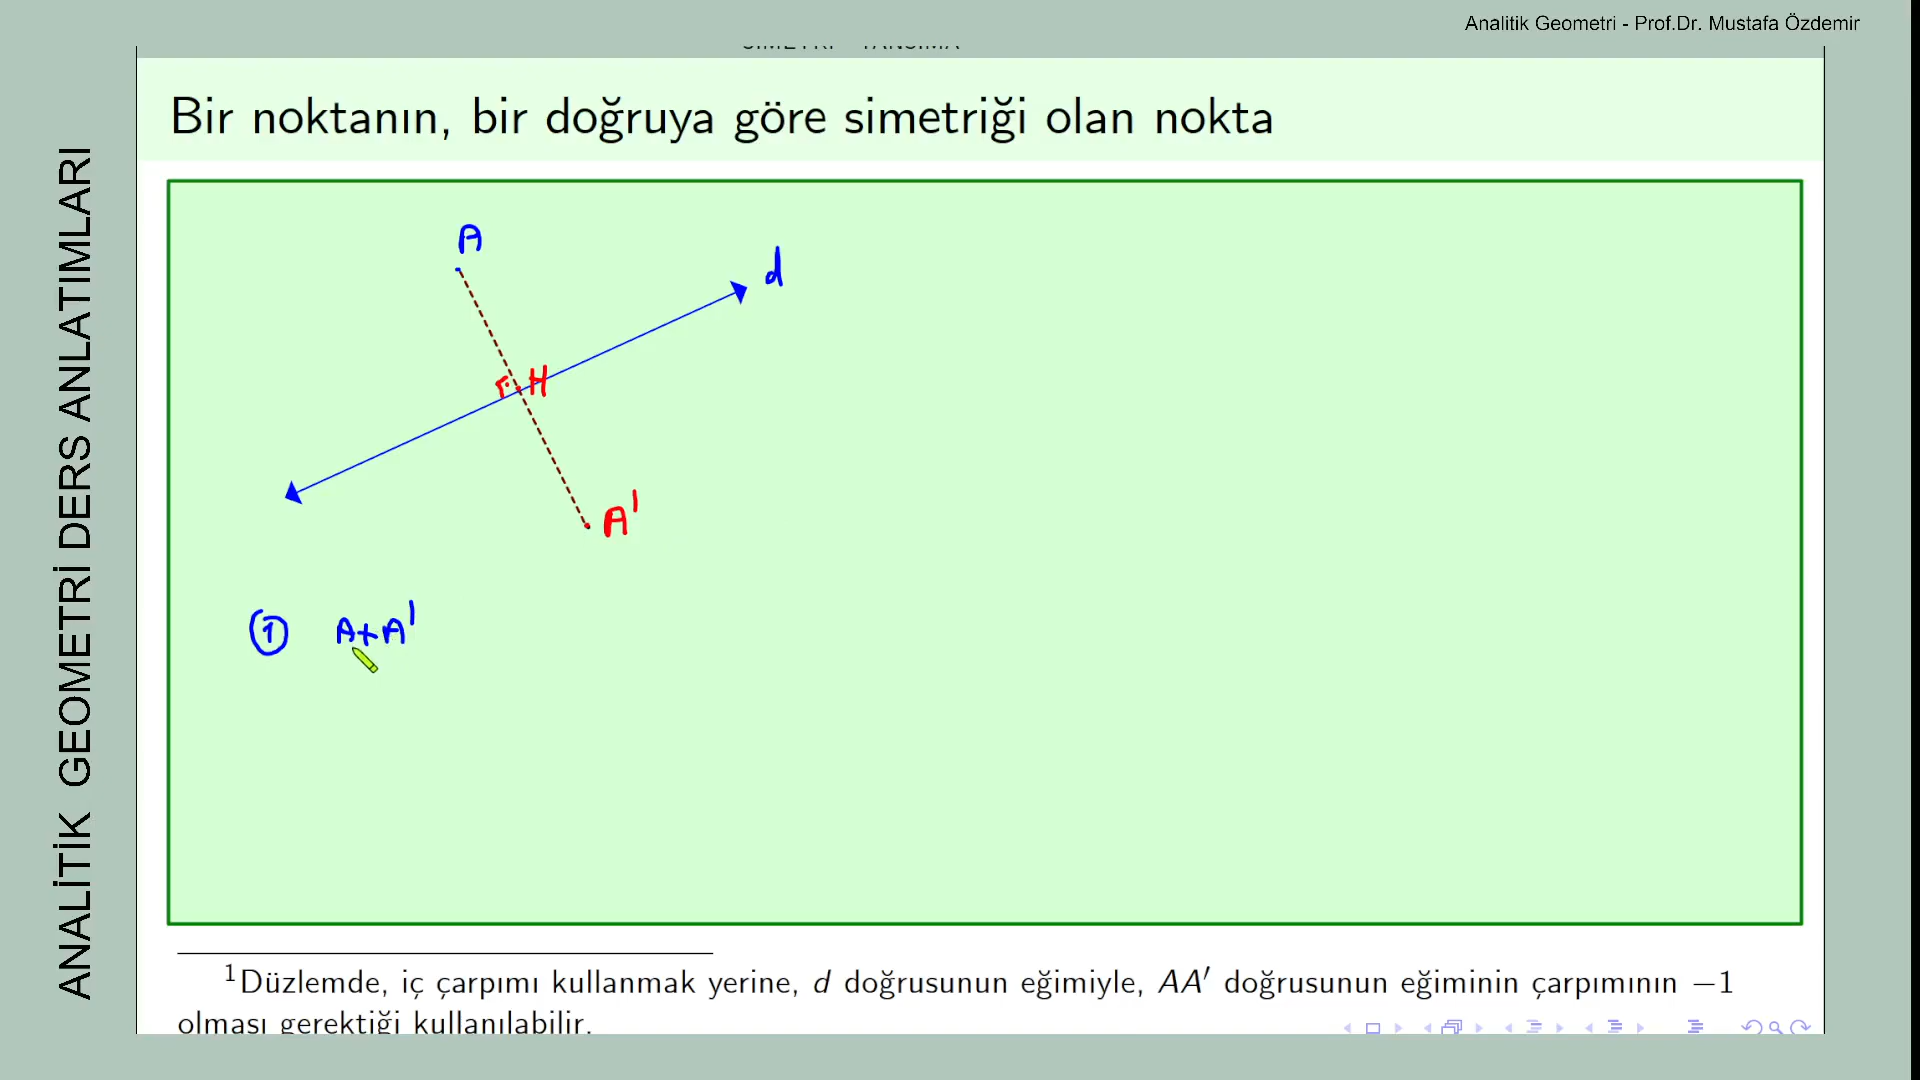 Analitik Geometri - Prof.Dr. Mustafa Özdemir
ANALİTİK GEOMETRİ DERS ANLATIMLARI
Bir noktanın, bir doğruya göre simetriği olan nokta
A
d
H
A'
① A+A'
¹Düzlemde, iç çarpımı kullanmak yerine, d doğrusunun eğimiyle, AA′ doğrusunun eğiminin çarpımının −1
olması gerektiği kullanılabilir.